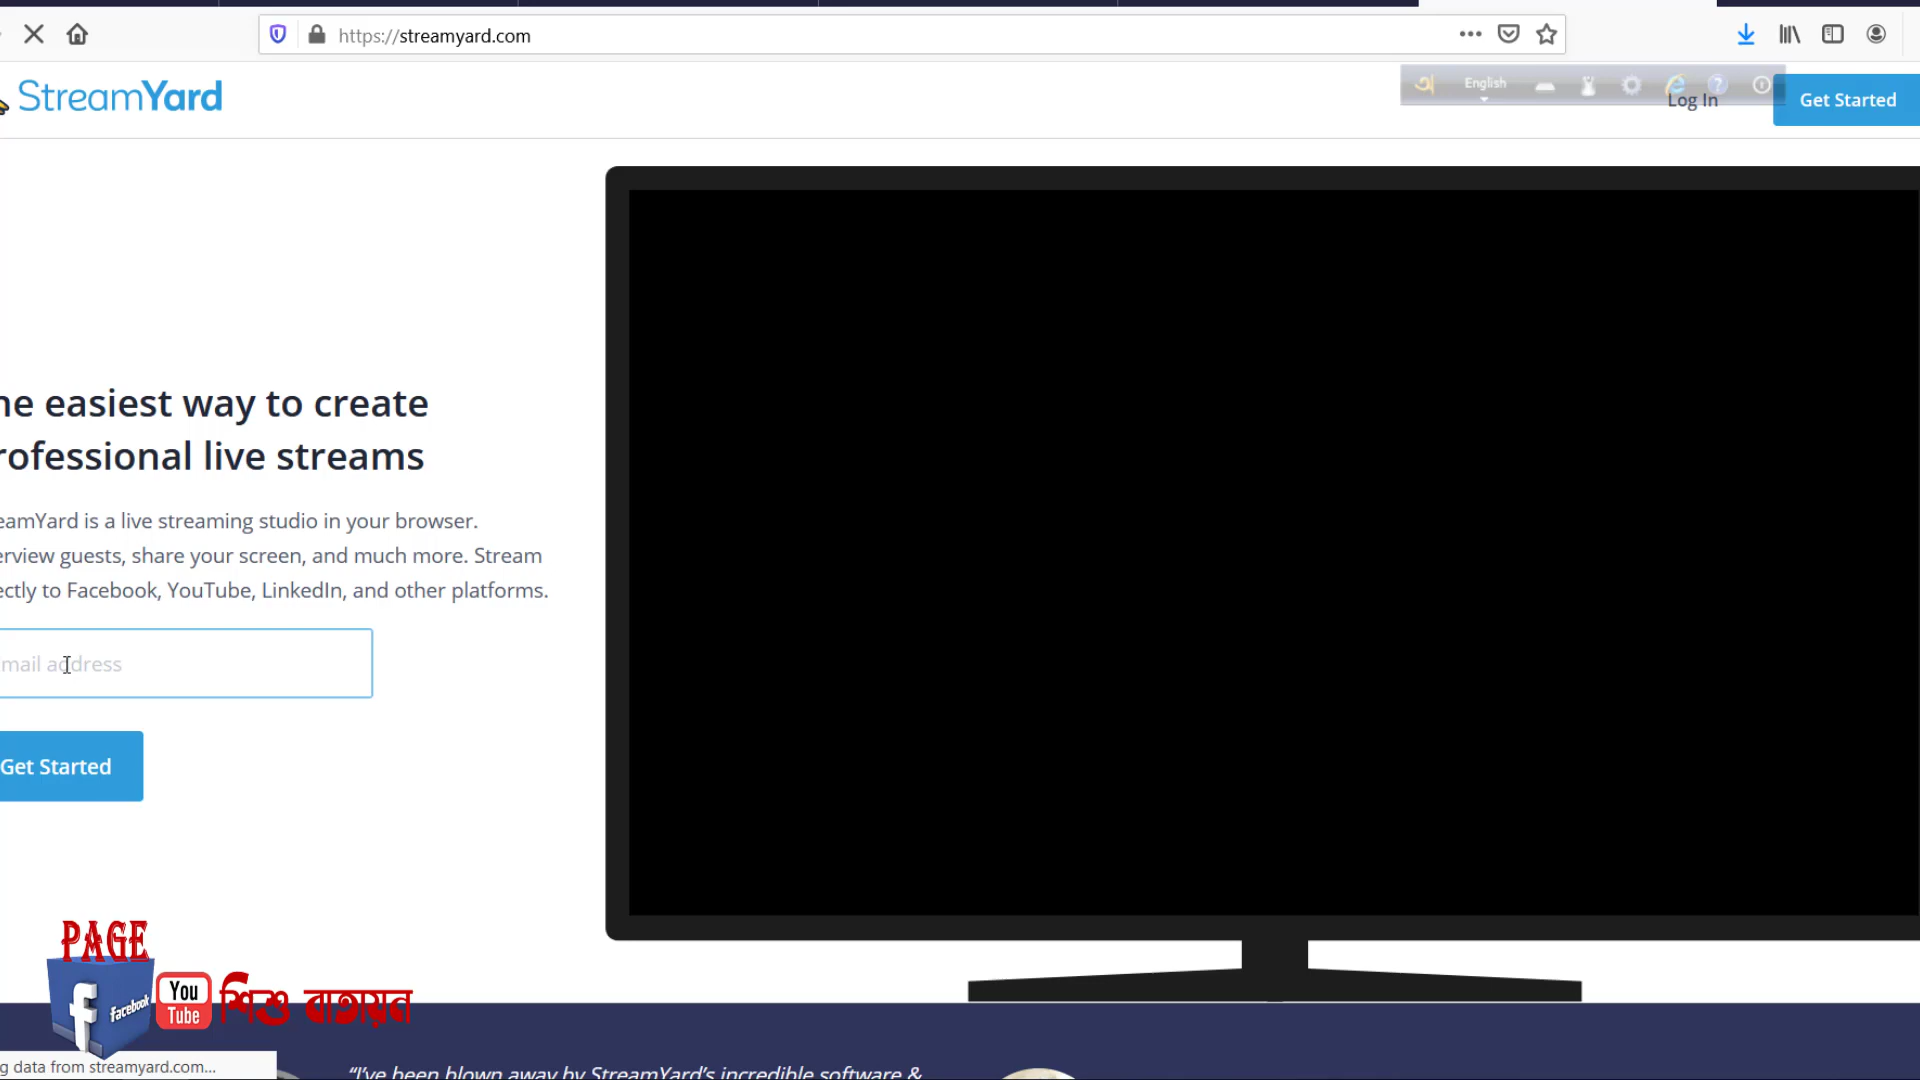 https://streamyard.com
StreamYard
English
Log In
Get Started
he easiest way to create
rofessional live streams
eamYard is a live streaming studio in your browser.
erview guests, share your screen, and much more. Stream
ectly to Facebook, YouTube, LinkedIn, and other platforms.
mail address
Get Started
PAGE
facebook
You
Tube
শিশু বাতায়ন
g data from streamyard.com...
“I’ve been blown away by StreamYard’s incredible software &